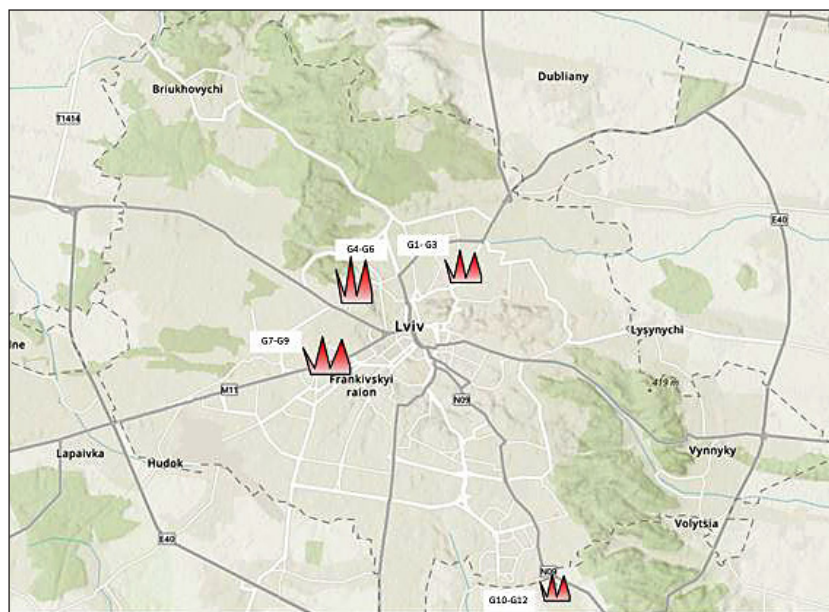 Dubliany
Briukhovychi
T1414
E40
G4-G6
G1- G3
Lviv
Lysynychi
G7-G9
lne
Frankivskyi
raion
419 m
M11
N09
Lapaivka
Hudok
Vynnyky
Volytsia
E40
N09
G10-G12